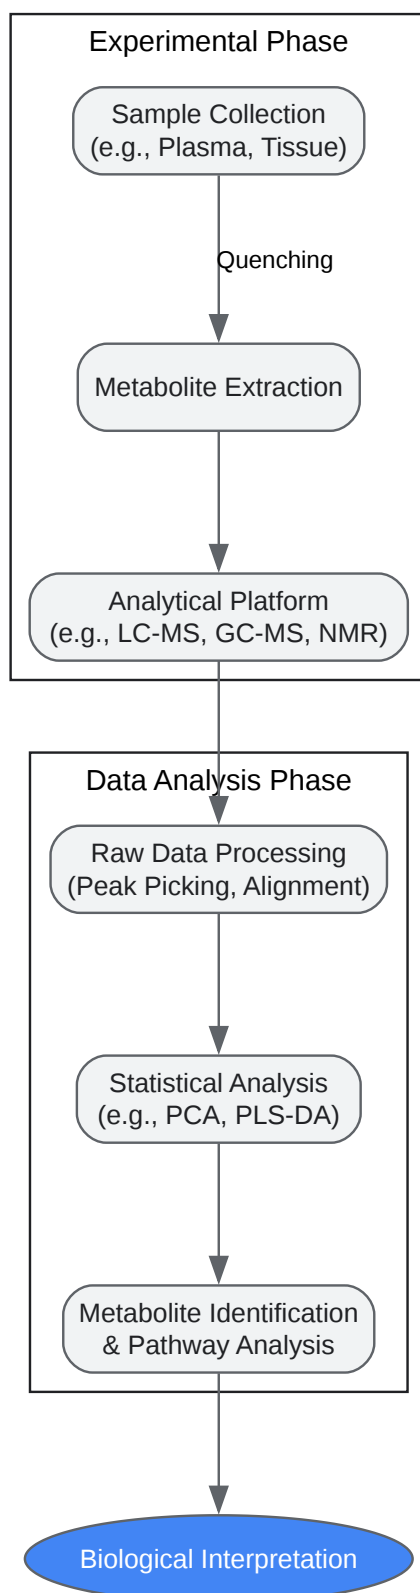 Experimental Phase
Sample Collection
(e.g., Plasma, Tissue)
Quenching
Metabolite Extraction
Analytical Platform
(e.g., LC-MS, GC-MS, NMR)
Data Analysis Phase
Raw Data Processing
(Peak Picking, Alignment)
Statistical Analysis
(e.g., PCA, PLS-DA)
Metabolite Identification
& Pathway Analysis
Biological Interpretation